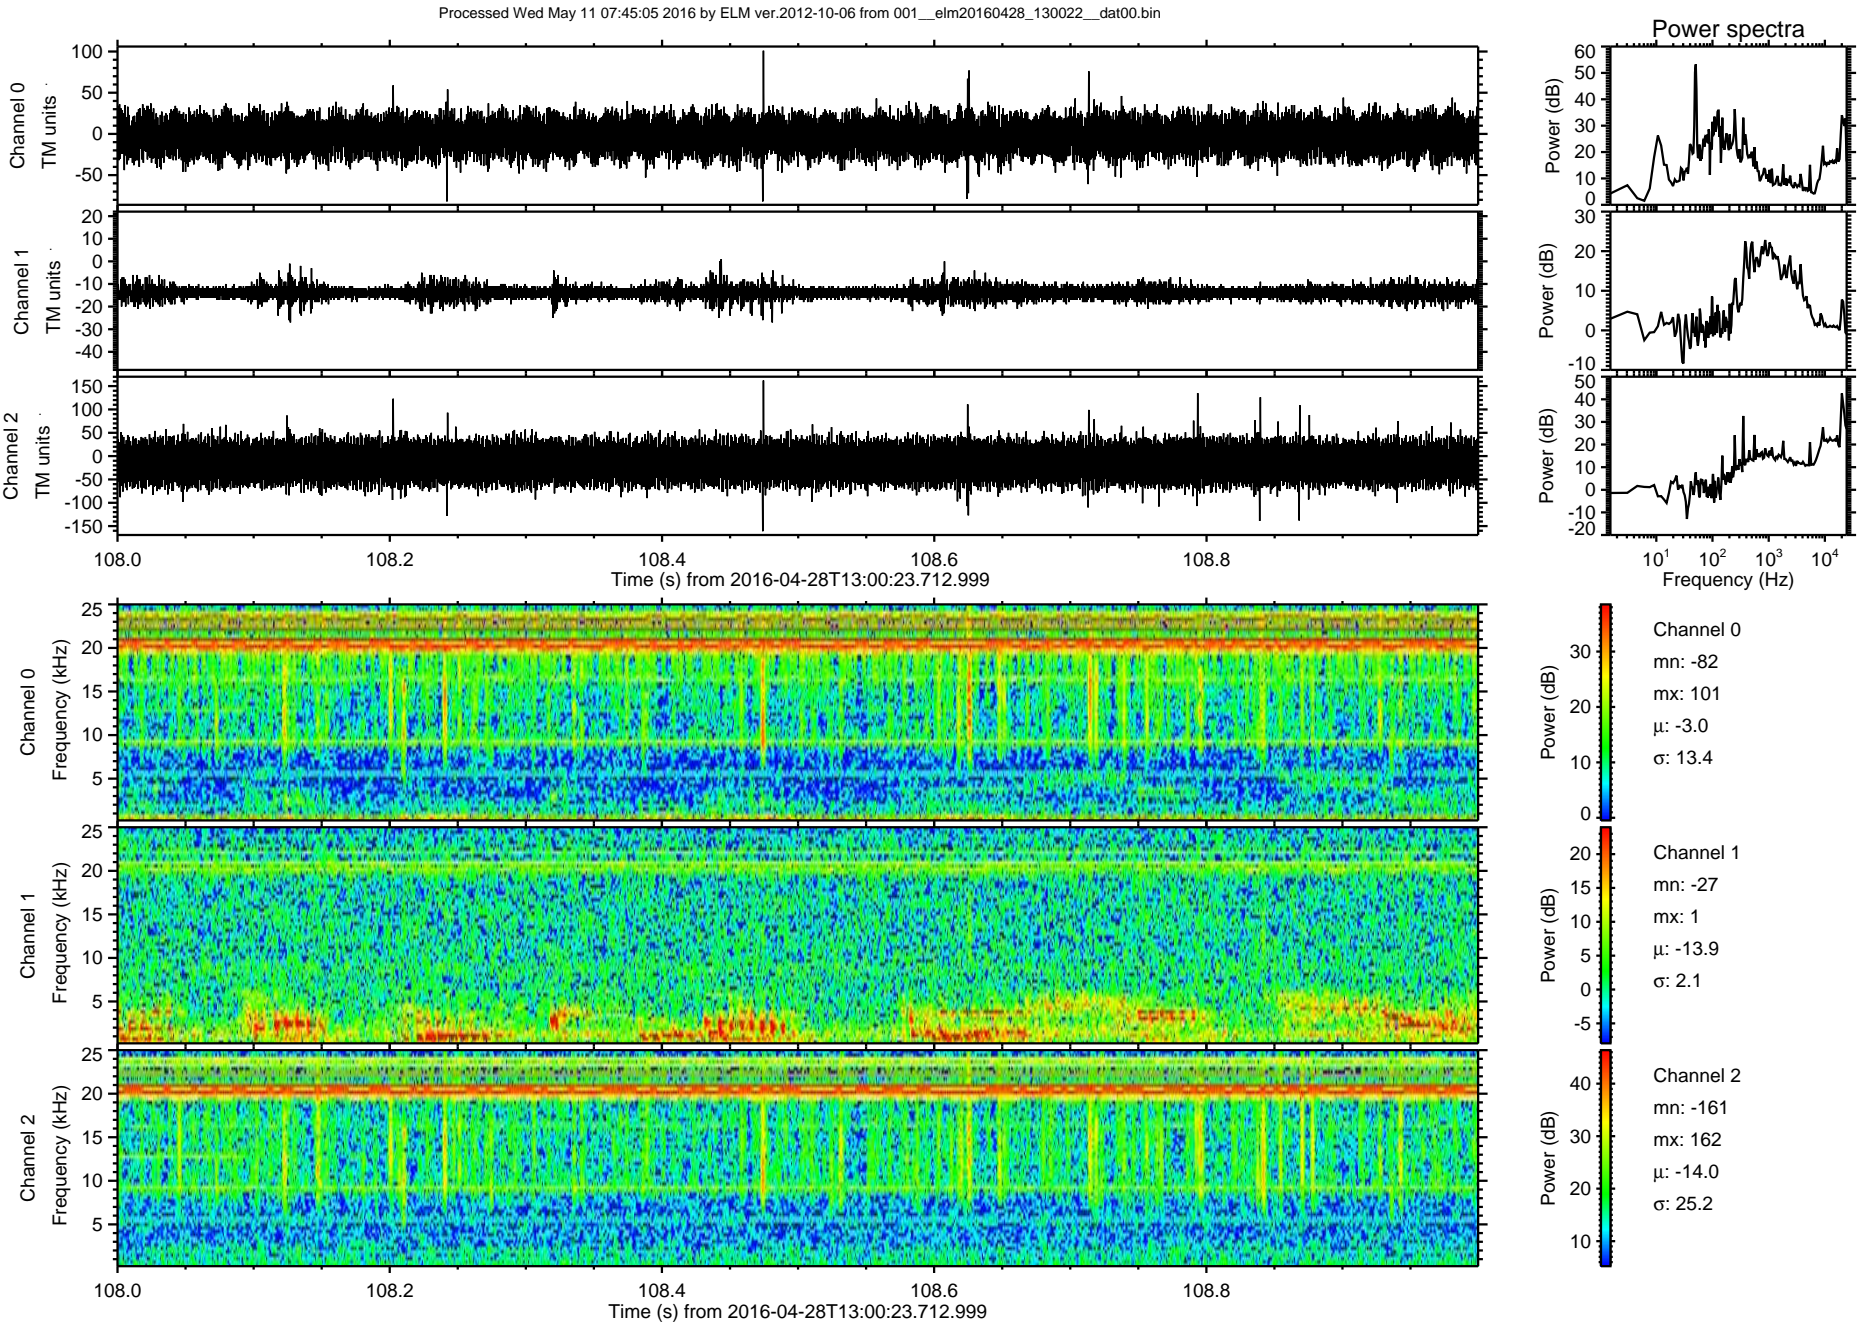 Processed Wed May 11 07:45:05 2016 by ELM ver.2012-10-06 from 001__elm20160428_130022__dat00.bin
Power spectra
Channel 0
TM units
100
50
0
-50
Power (dB)
60
50
40
30
20
10
0
Channel 1
TM units
20
10
0
-10
-20
-30
-40
Power (dB)
30
20
10
0
-10
Channel 2
TM units
150
100
50
0
-50
-100
-150
Power (dB)
50
40
30
20
10
0
-10
-20
108.0 108.2 108.4 108.6 108.8
Time (s) from 2016-04-28T13:00:23.712.999
10^1 10^2 10^3 10^4
Frequency (Hz)
Channel 0
Frequency (kHz)
25
20
15
10
5
Power (dB)
30
20
10
0
Channel 0
mn: -82
mx: 101
μ: -3.0
σ: 13.4
Channel 1
Frequency (kHz)
25
20
15
10
5
Power (dB)
20
15
10
5
0
-5
Channel 1
mn: -27
mx: 1
μ: -13.9
σ: 2.1
Channel 2
Frequency (kHz)
25
20
15
10
5
Power (dB)
40
30
20
10
Channel 2
mn: -161
mx: 162
μ: -14.0
σ: 25.2
108.0 108.2 108.4 108.6 108.8
Time (s) from 2016-04-28T13:00:23.712.999